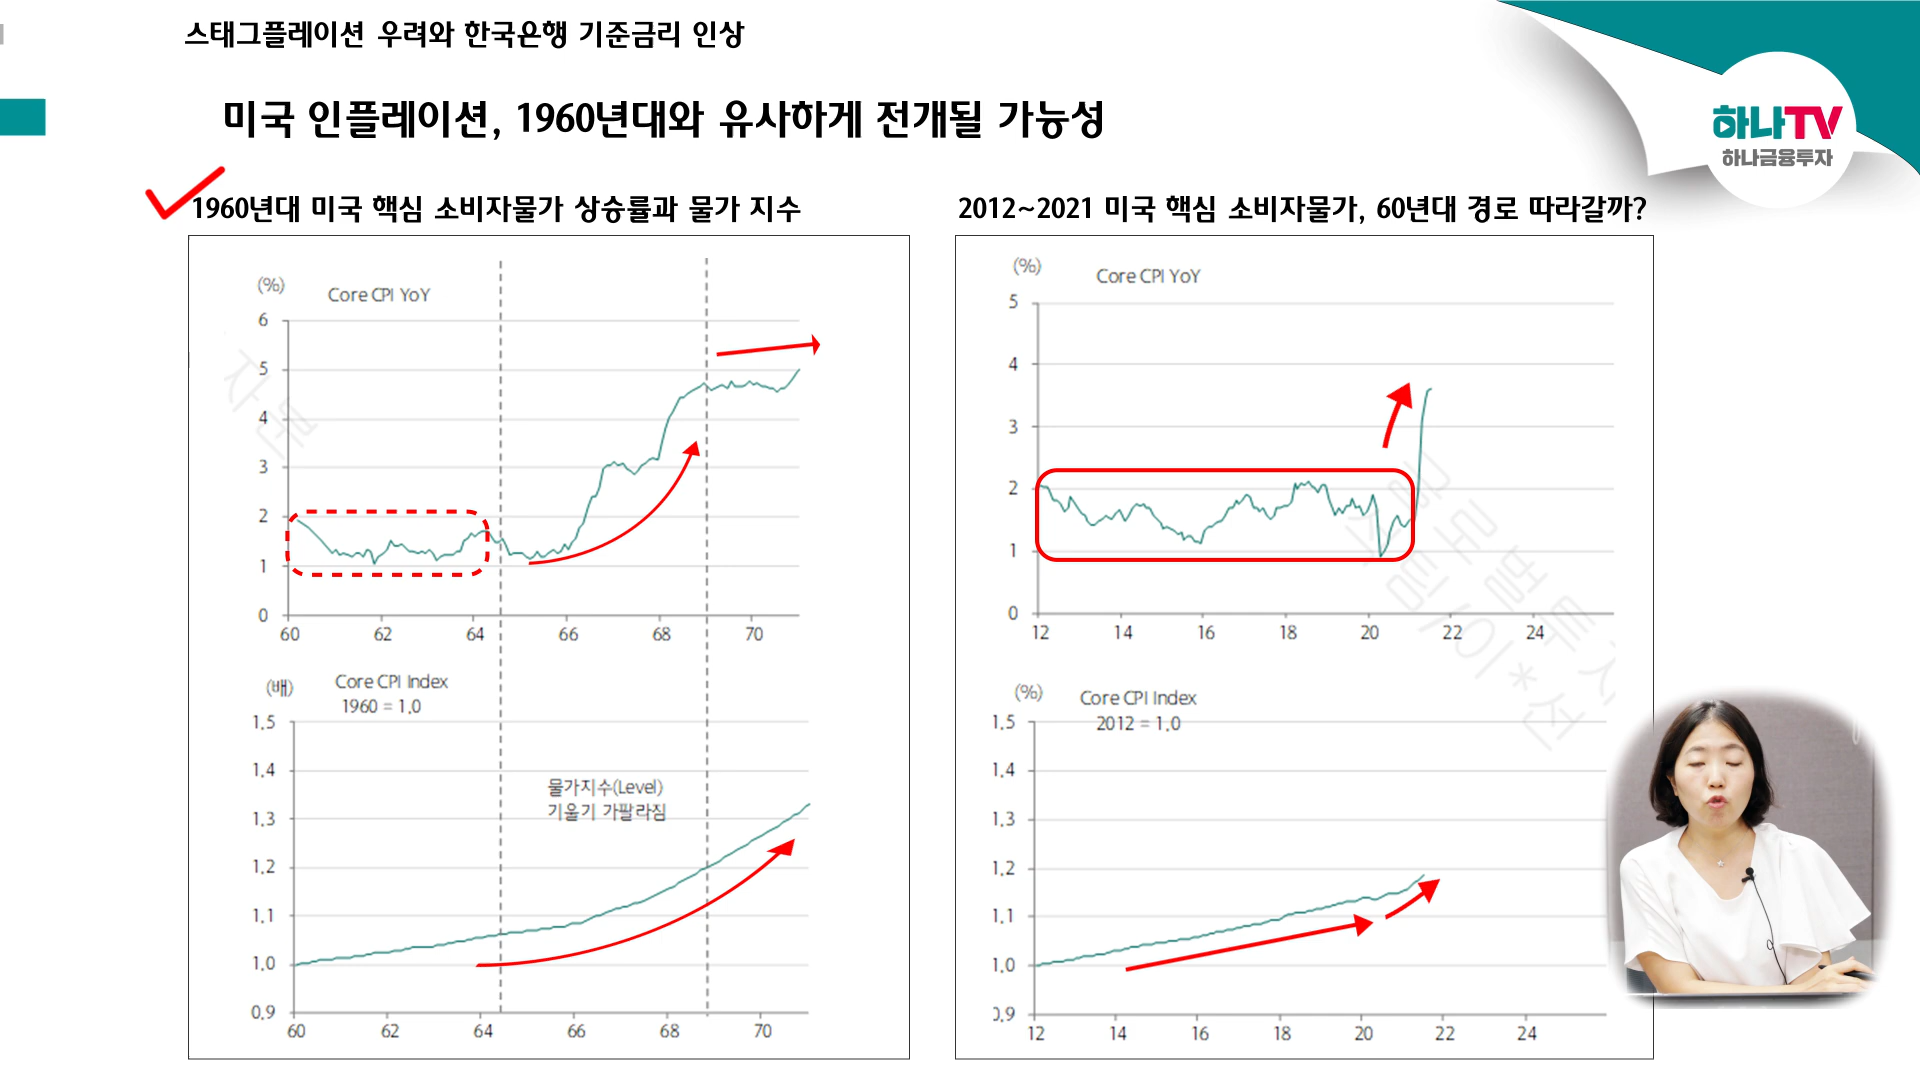 스태그플레이션 우려와 한국은행 기준금리 인상
미국 인플레이션, 1960년대와 유사하게 전개될 가능성
하나TV
하나금융투자
1960년대 미국 핵심 소비자물가 상승률과 물가 지수
(%)
Core CPI YoY
6
5
4
3
2
1
0
60 62 64 66 68 70
(배)
Core CPI Index
1960 = 1.0
1.5
1.4
물가지수(Level)
기울기 가팔라짐
1.3
1.2
1.1
1.0
0.9
60 62 64 66 68 70
2012~2021 미국 핵심 소비자물가, 60년대 경로 따라갈까?
(%)
Core CPI YoY
5
4
3
2
1
0
12 14 16 18 20 22 24
(%)
Core CPI Index
2012 = 1.0
1.5
1.4
1.3
1.2
1.1
1.0
0.9
12 14 16 18 20 22 24